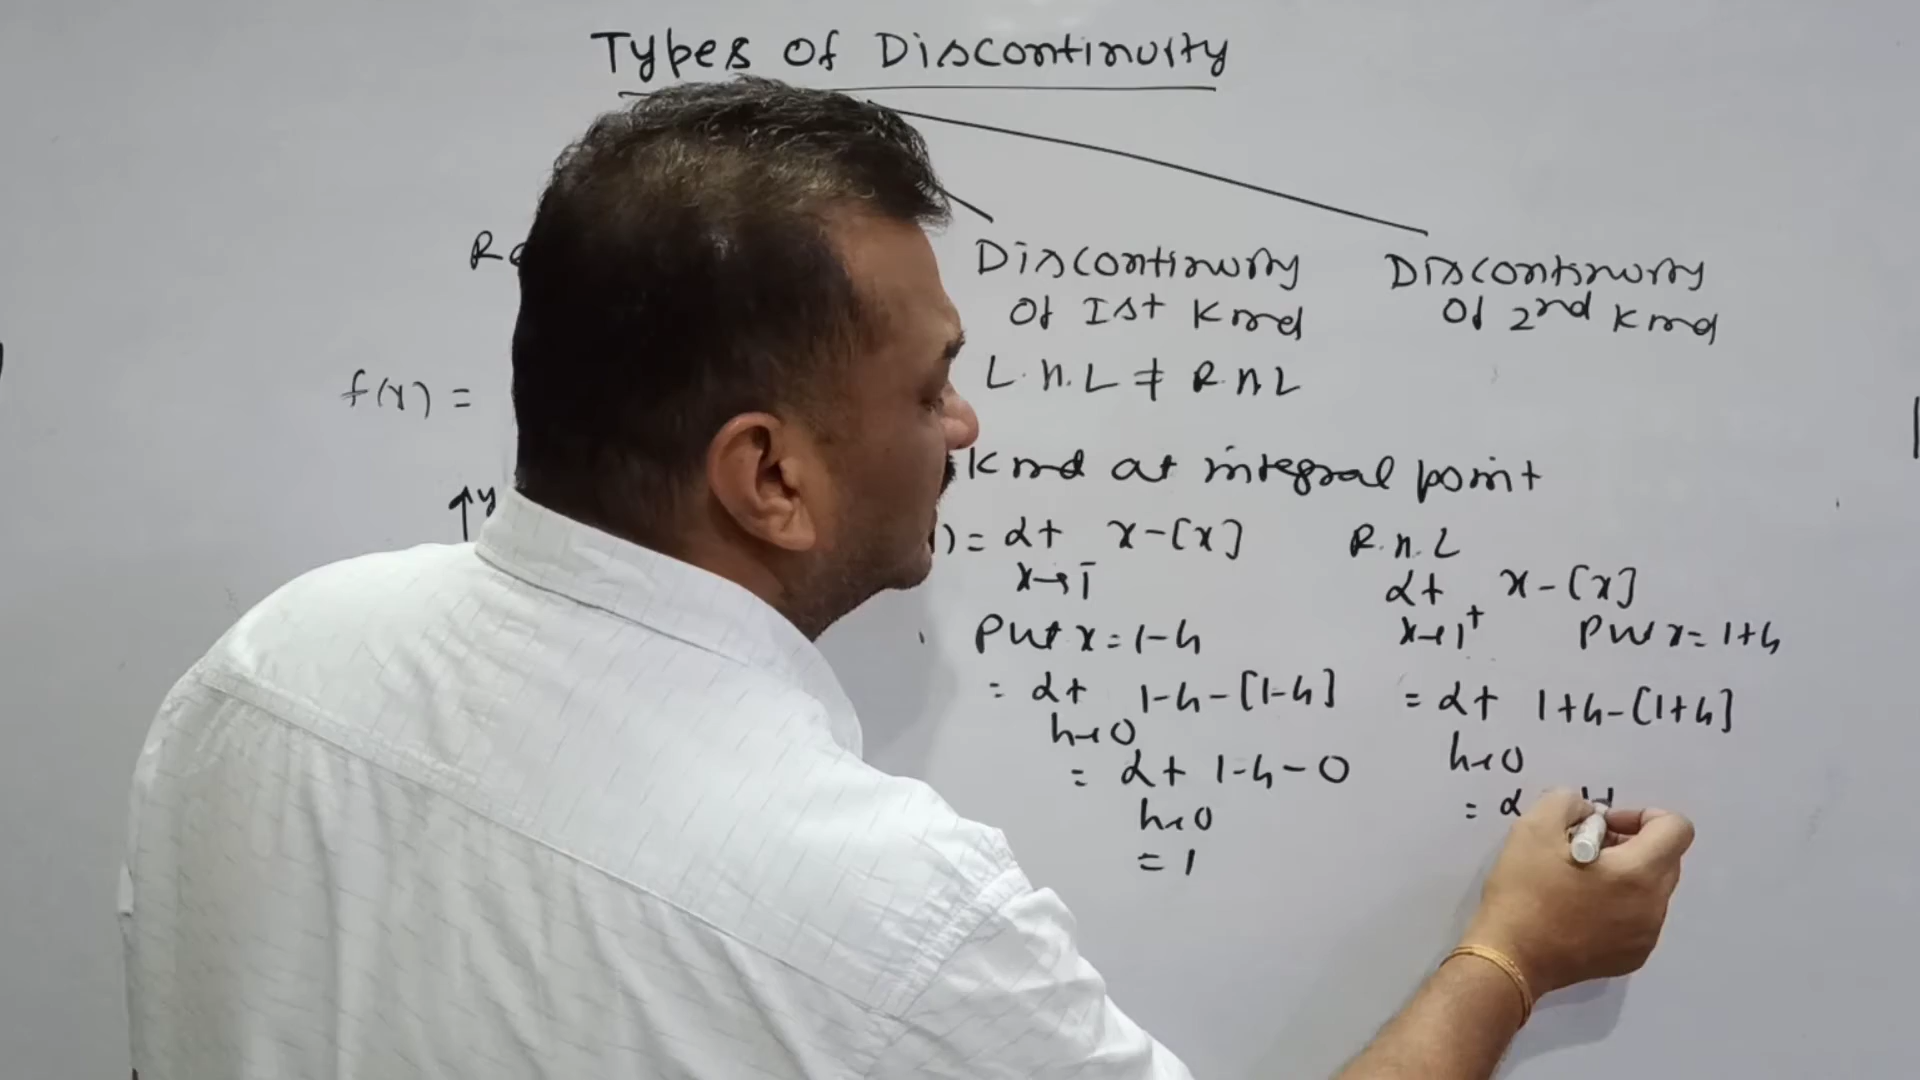 Types Of Discontinuity
Discontinuity
Of Ist Kind
L.H.L ≠ R.H.L
Discontinuity
Of 2nd Kind
f(x) =
y
Kind at integral point
) = Lt x-[x]
x→1⁻
Put x = 1-h
= Lt 1-h-[1-h]
h→0
= Lt 1-h-0
h→0
= 1
R.H.L
Lt x-[x]
x→1⁺ Put x = 1+h
= Lt 1+h-[1+h]
h→0
=